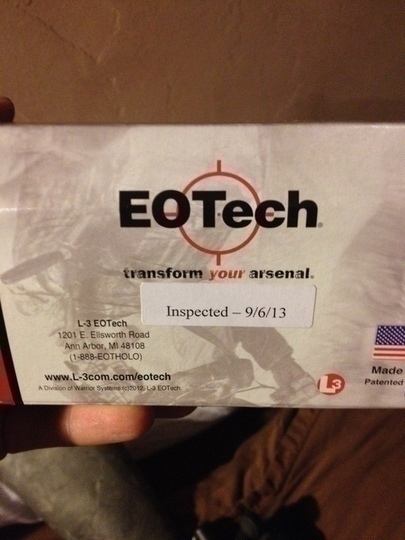 EOTech
transform your arsenal.
Inspected – 9/6/13
L-3 EOTech
1201 E. Ellsworth Road
Ann Arbor, MI 48108
(1-888-EOTHOLO)
www.L-3com.com/eotech
A Division of Warrior Systems (c)2012, L-3 EOTech.
L3
Made
Patented